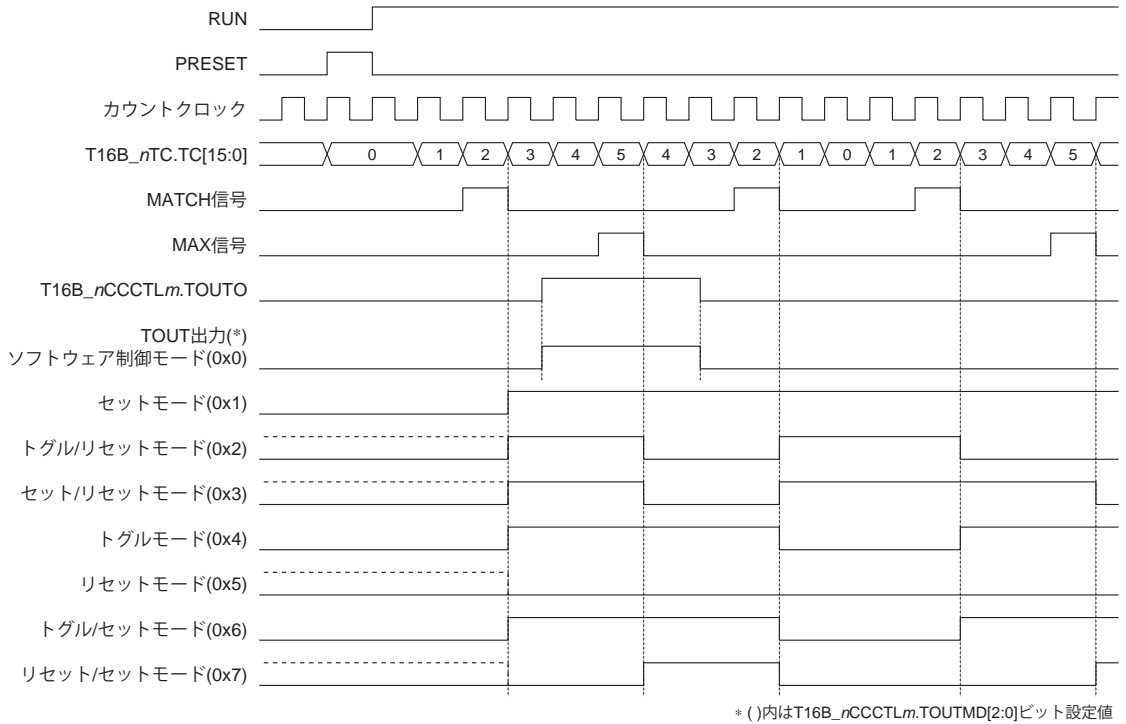 RUN
PRESET
カウントクロック
T16B_nTC.TC[15:0] 0 1 2 3 4 5 4 3 2 1 0 1 2 3 4 5
MATCH信号
MAX信号
T16B_nCCCTLm.TOUTO
TOUT出力(*)
ソフトウェア制御モード(0x0)
セットモード(0x1)
トグル/リセットモード(0x2)
セット/リセットモード(0x3)
トグルモード(0x4)
リセットモード(0x5)
トグル/セットモード(0x6)
リセット/セットモード(0x7)
* ( )内はT16B_nCCCTLm.TOUTMD[2:0]ビット設定値